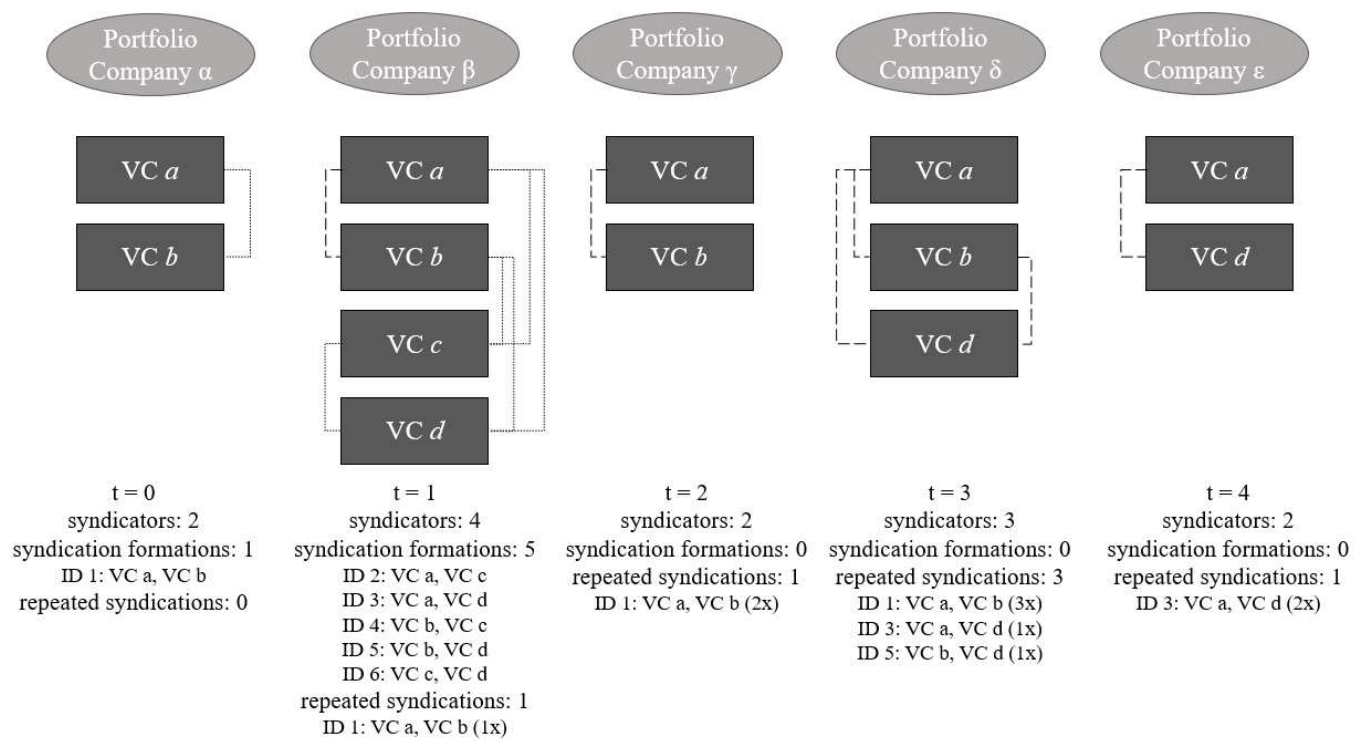 Portfolio
Company α
VC a
VC b
t = 0
syndicators: 2
syndication formations: 1
ID 1: VC a, VC b
repeated syndications: 0
Portfolio
Company β
VC a
VC b
VC c
VC d
t = 1
syndicators: 4
syndication formations: 5
ID 2: VC a, VC c
ID 3: VC a, VC d
ID 4: VC b, VC c
ID 5: VC b, VC d
ID 6: VC c, VC d
repeated syndications: 1
ID 1: VC a, VC b (1x)
Portfolio
Company γ
VC a
VC b
t = 2
syndicators: 2
syndication formations: 0
repeated syndications: 1
ID 1: VC a, VC b (2x)
Portfolio
Company δ
VC a
VC b
VC d
t = 3
syndicators: 3
syndication formations: 0
repeated syndications: 3
ID 1: VC a, VC b (3x)
ID 3: VC a, VC d (1x)
ID 5: VC b, VC d (1x)
Portfolio
Company ε
VC a
VC d
t = 4
syndicators: 2
syndication formations: 0
repeated syndications: 1
ID 3: VC a, VC d (2x)